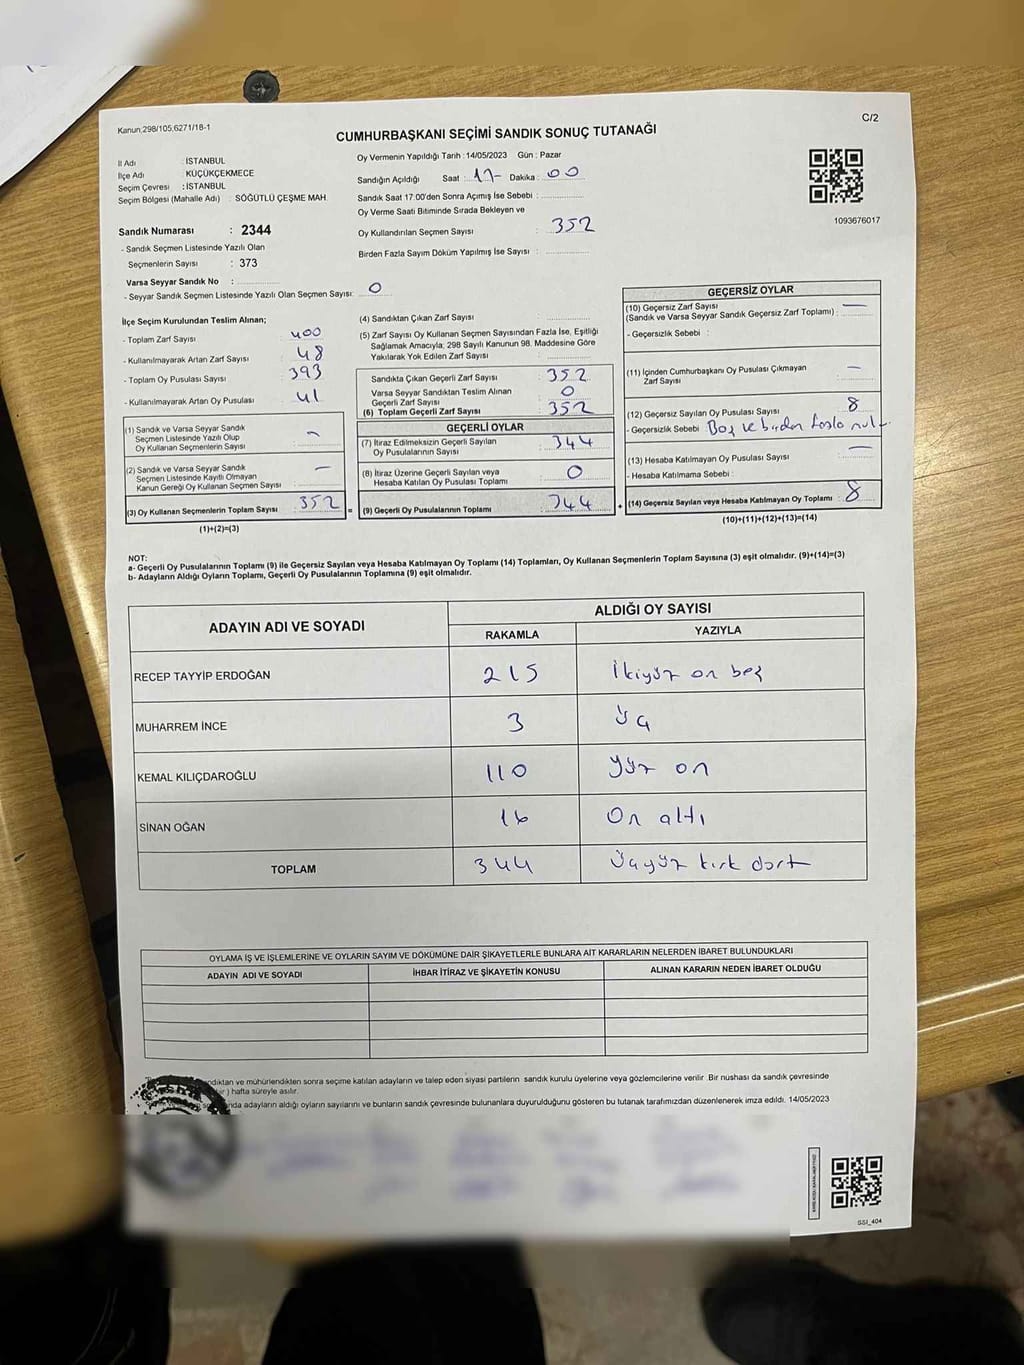 Kanun;298/105;6271/18-1
C/2
CUMHURBAŞKANI SEÇİMİ SANDIK SONUÇ TUTANAĞI
İl Adı : İSTANBUL
İlçe Adı : KÜÇÜKÇEKMECE
Seçim Çevresi : İSTANBUL
Seçim Bölgesi (Mahalle Adı) : SÖĞÜTLÜ ÇEŞME MAH.
Sandık Numarası : 2344
- Sandık Seçmen Listesinde Yazılı Olan
Seçmenlerin Sayısı : 373
Varsa Seyyar Sandık No :
- Seyyar Sandık Seçmen Listesinde Yazılı Olan Seçmen Sayısı: 0
Oy Vermenin Yapıldığı Tarih :14/05/2023 Gün : Pazar
Sandığın Açıldığı Saat : 17- Dakika : 00
Sandık Saat 17:00'den Sonra Açımış İse Sebebi :
Oy Verme Saati Bitiminde Sırada Bekleyen ve
Oy Kullandırılan Seçmen Sayısı : 352
Birden Fazla Sayım Döküm Yapılmış İse Sayısı :
1093676017
İlçe Seçim Kurulundan Teslim Alınan;
- Toplam Zarf Sayısı : 400
- Kullanılmayarak Artan Zarf Sayısı : 48
- Toplam Oy Pusulası Sayısı : 393
- Kullanılmayarak Artan Oy Pusulası : 41
(1) Sandık ve Varsa Seyyar Sandık
Seçmen Listesinde Yazılı Olup
Oy Kullanan Seçmenlerin Sayısı : -
(2) Sandık ve Varsa Seyyar Sandık
Seçmen Listesinde Kayıtlı Olmayan
Kanun Gereği Oy Kullanan Seçmen Sayısı : -
(3) Oy Kullanan Seçmenlerin Toplam Sayısı : 352 =
(1)+(2)=(3)
(4) Sandıktan Çıkan Zarf Sayısı :
(5) Zarf Sayısı Oy Kullanan Seçmen Sayısından Fazla İse, Eşitliği
Sağlamak Amacıyla; 298 Sayılı Kanunun 98. Maddesine Göre
Yakılarak Yok Edilen Zarf Sayısı :
Sandıkta Çıkan Geçerli Zarf Sayısı : 352
Varsa Seyyar Sandıktan Teslim Alınan
Geçerli Zarf Sayısı : 0
(6) Toplam Geçerli Zarf Sayısı : 352
GEÇERLİ OYLAR
(7) İtiraz Edilmeksizin Geçerli Sayılan
Oy Pusulalarının Sayısı : 344
(8) İtiraz Üzerine Geçerli Sayılan veya
Hesaba Katılan Oy Pusulası Toplamı : 0
(9) Geçerli Oy Pusulalarının Toplamı : 344 +
GEÇERSİZ OYLAR
(10) Geçersiz Zarf Sayısı
(Sandık ve Varsa Seyyar Sandık Geçersiz Zarf Toplamı) : -
- Geçersizlik Sebebi :
(11) İçinden Cumhurbaşkanı Oy Pusulası Çıkmayan
Zarf Sayısı : -
(12) Geçersiz Sayılan Oy Pusulası Sayısı : 8
- Geçersizlik Sebebi : Boş ve birden fazla
(13) Hesaba Katılmayan Oy Pusulası Sayısı : -
- Hesaba Katılmama Sebebi :
(14) Geçersiz Sayılan veya Hesaba Katılmayan Oy Toplamı : 8
(10)+(11)+(12)+(13)=(14)
NOT:
a- Geçerli Oy Pusulalarının Toplamı (9) ile Geçersiz Sayılan veya Hesaba Katılmayan Oy Toplamı (14) Toplamları, Oy Kullanan Seçmenlerin Toplam Sayısına (3) eşit olmalıdır. (9)+(14)=(3)
b- Adayların Aldığı Oyların Toplamı, Geçerli Oy Pusulalarının Toplamına (9) eşit olmalıdır.
ADAYIN ADI VE SOYADI
ALDIĞI OY SAYISI
RAKAMLA YAZIYLA
RECEP TAYYİP ERDOĞAN 215 İkiyüz on beş
MUHARREM İNCE 3 üç
KEMAL KILIÇDAROĞLU 110 Yüz on
SİNAN OĞAN 16 On altı
TOPLAM 344 üçyüz kırk dört
OYLAMA İŞ VE İŞLEMLERİNE VE OYLARIN SAYIM VE DÖKÜMÜNE DAİR ŞİKAYETLERLE BUNLARA AİT KARARLARIN NELERDEN İBARET BULUNDUKLARI
ADAYIN ADI VE SOYADI İHBAR İTİRAZ VE ŞİKAYETİN KONUSU ALINAN KARARIN NEDEN İBARET OLDUĞU
ve mühürlendikten sonra seçime katılan adayların ve talep eden siyasi partilerin sandık kurulu üyelerine veya gözlemcilerine verilir .Bir nushası da sandık çevresinde
) hafta süreyle asılır.
adayların aldığı oyların sayılarını ve bunların sandık çevresinde bulunanlara duyurulduğunu gösteren bu tutanak tarafımızdan düzenlenerek imza edildi. 14/05/2023
SSI_404